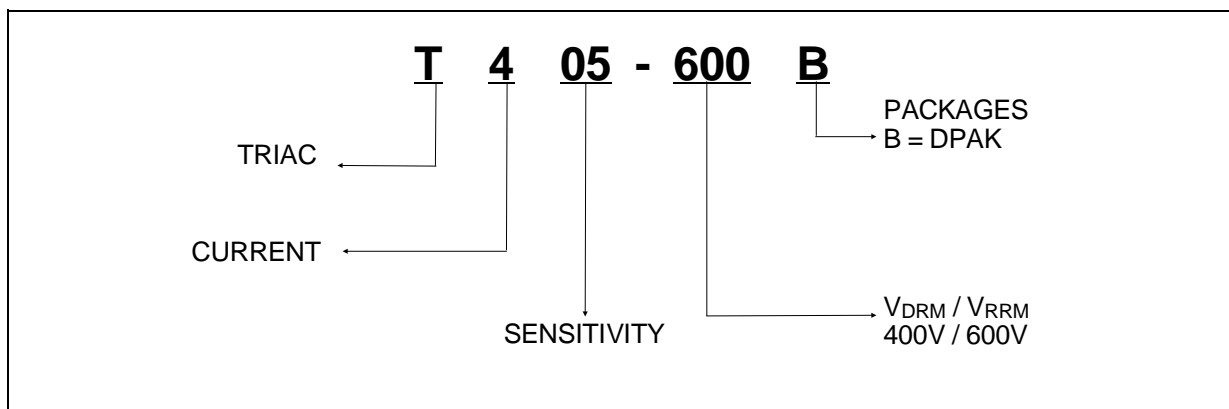 T 4 05 - 600 B
PACKAGES
B = DPAK
TRIAC
CURRENT
SENSITIVITY
VDRM / VRRM
400V / 600V